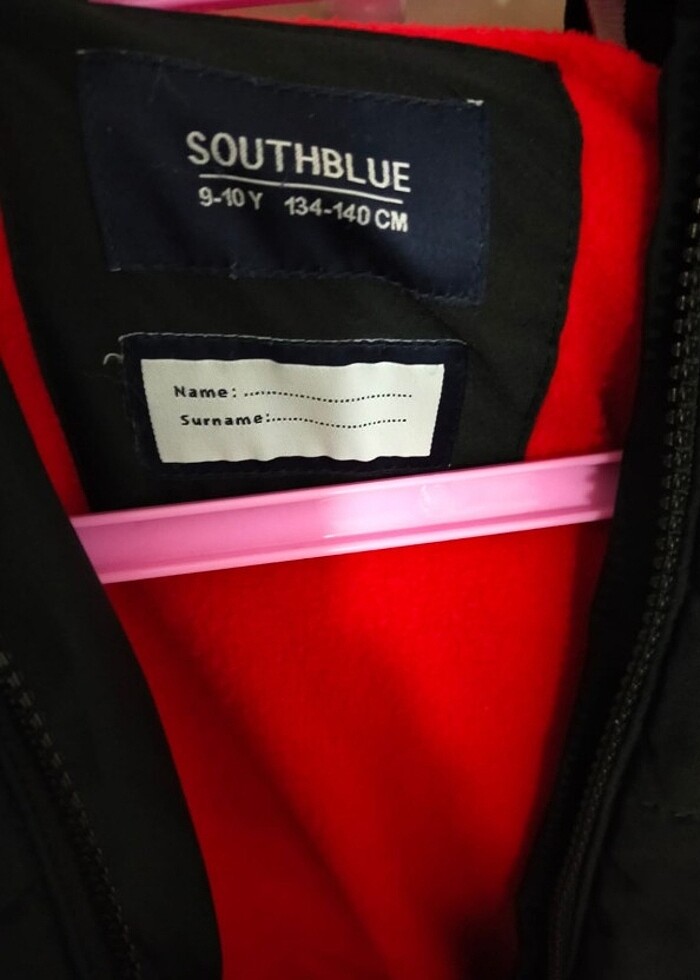 SOUTHBLUE
9-10 Y 134-140 CM
Name:.................................
Surname:...........................